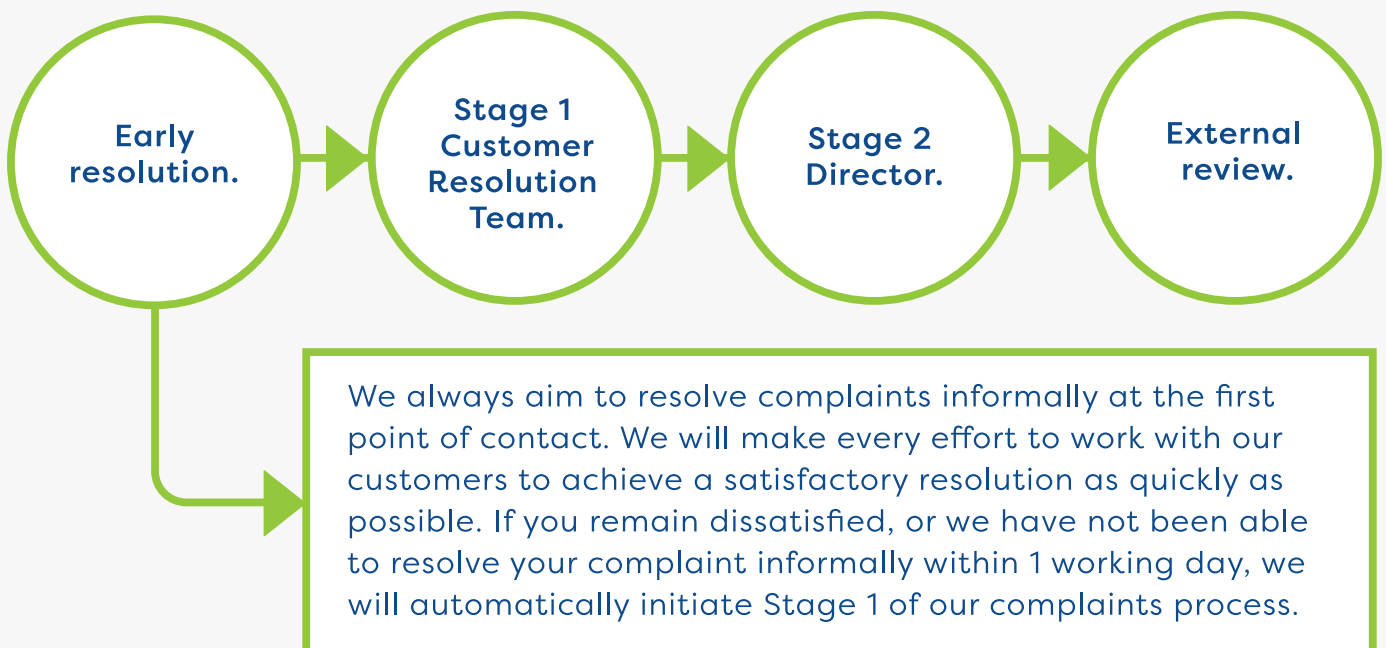 Early
resolution.
Stage 1
Customer
Resolution
Team.
Stage 2
Director.
External
review.
We always aim to resolve complaints informally at the first
point of contact. We will make every effort to work with our
customers to achieve a satisfactory resolution as quickly as
possible. If you remain dissatisfied, or we have not been able
to resolve your complaint informally within 1 working day, we
will automatically initiate Stage 1 of our complaints process.